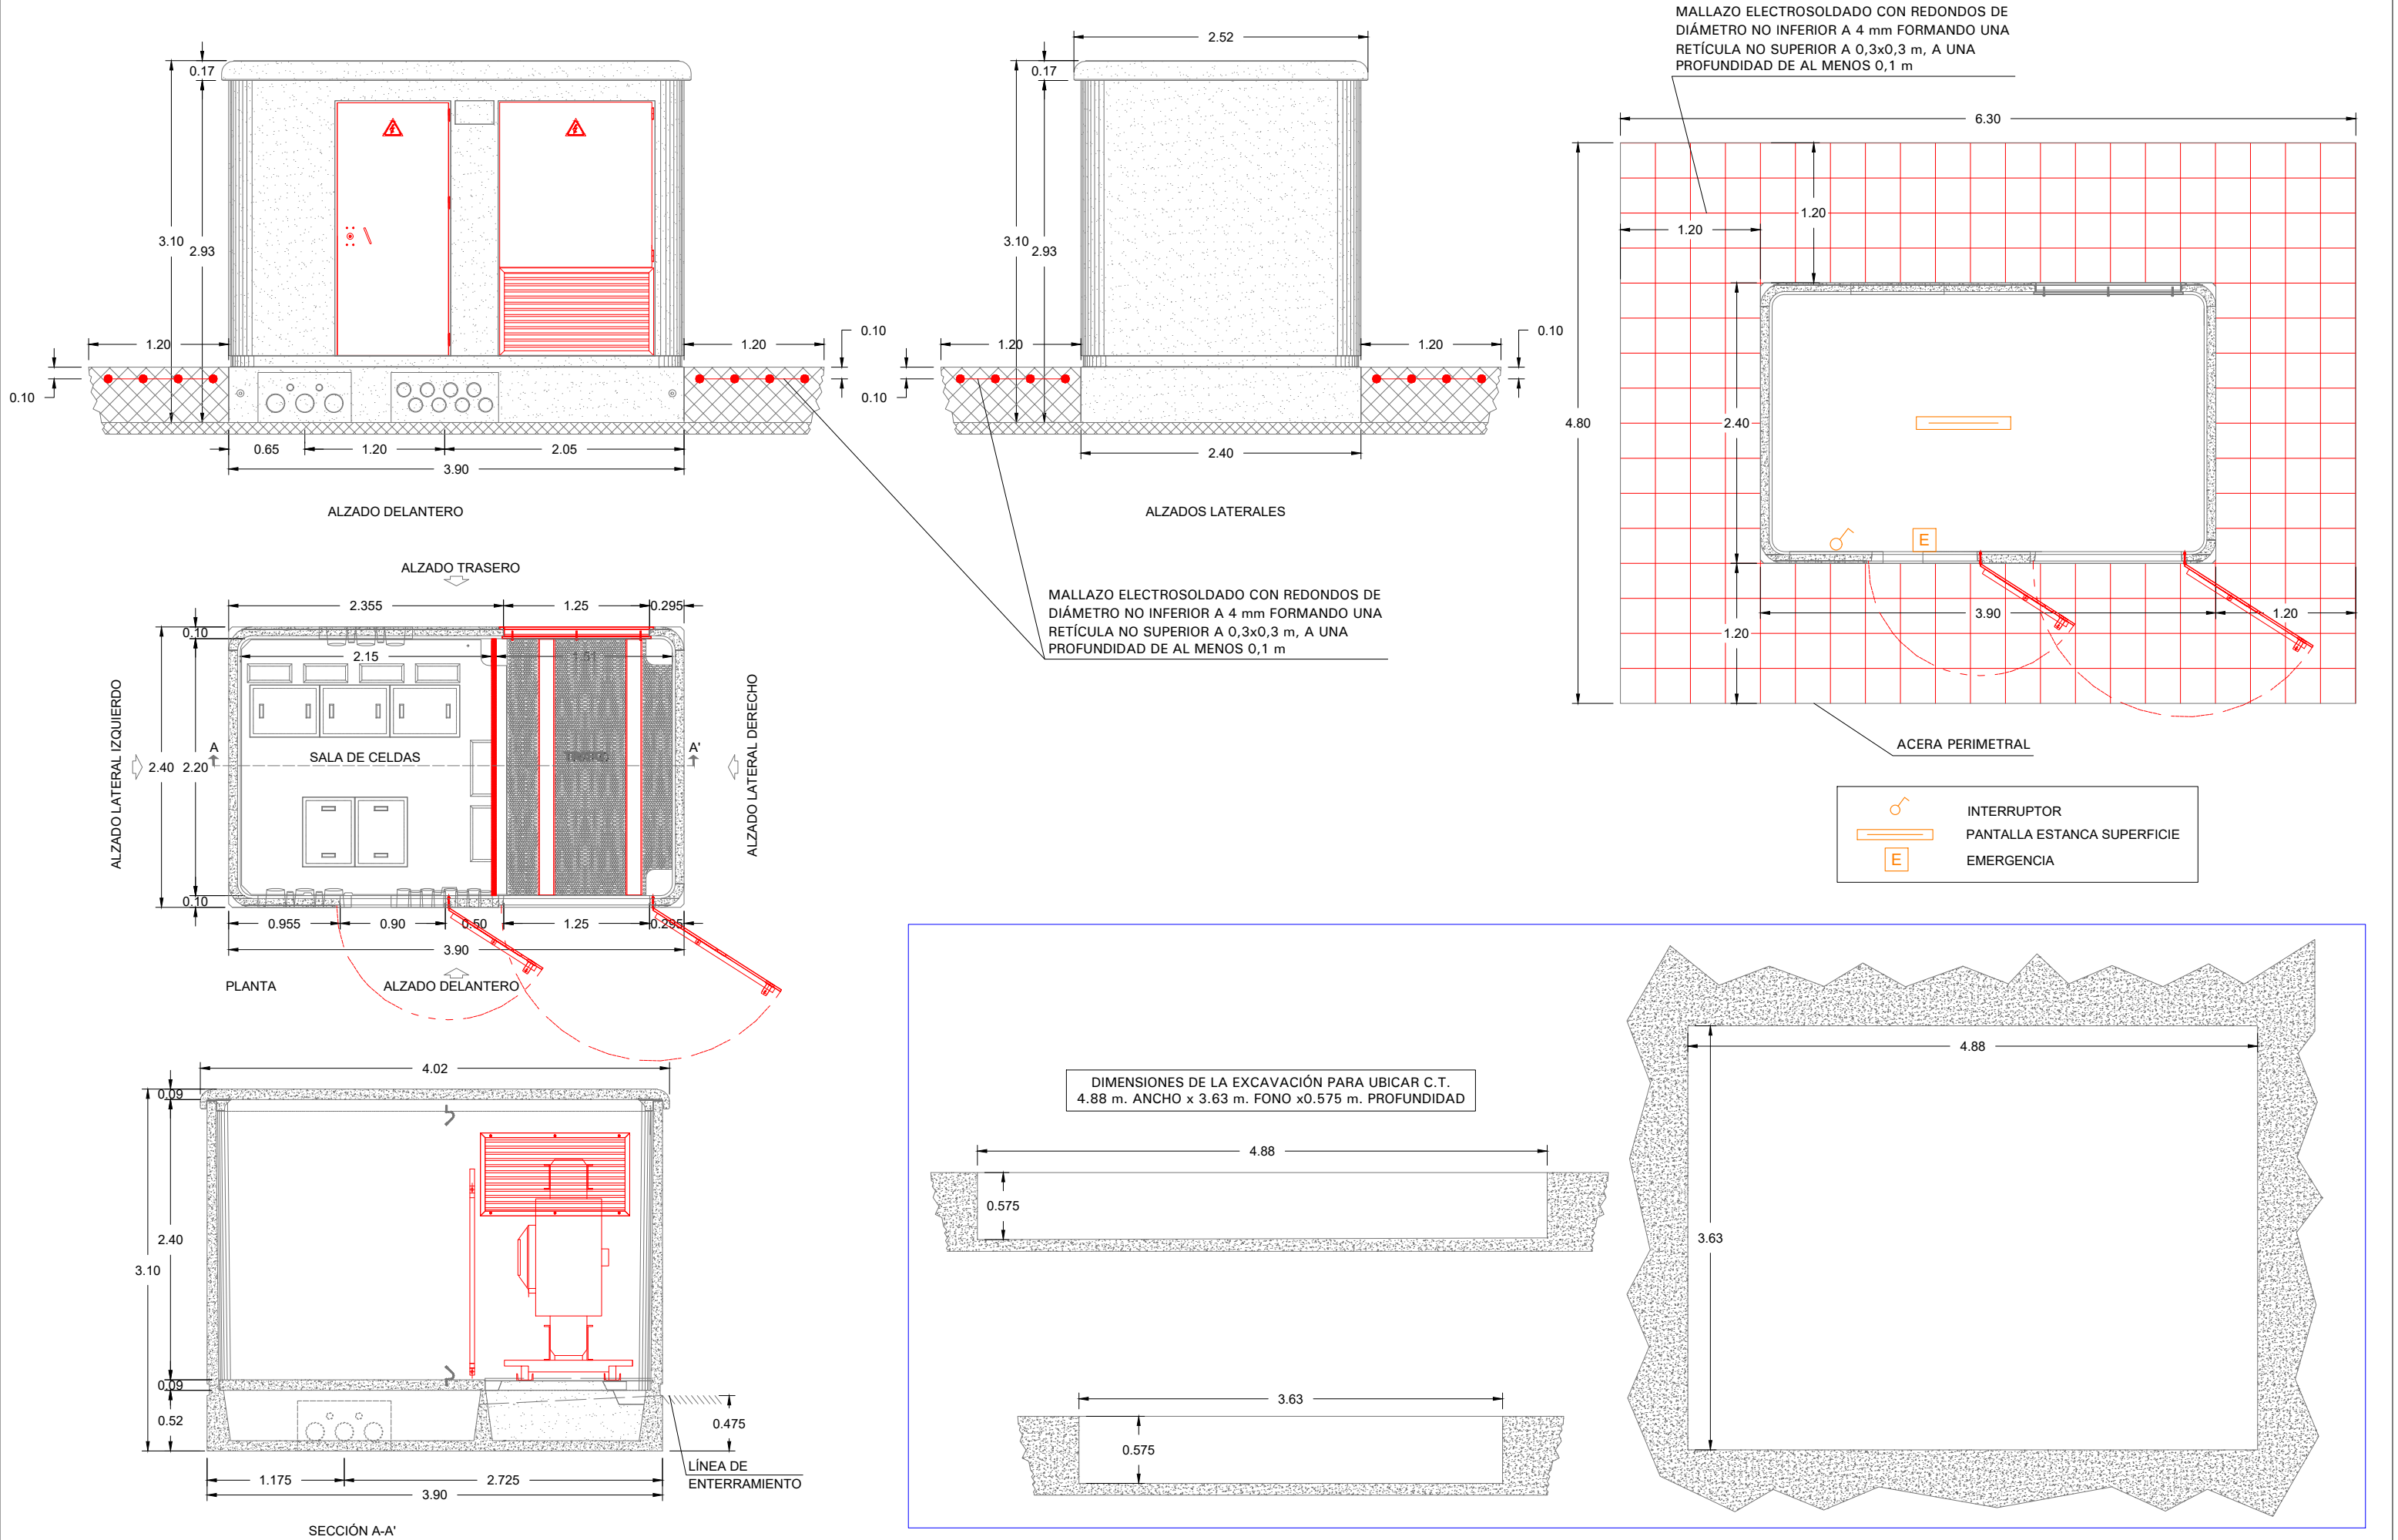 2.52
0.17
3.10
2.93
1.20
0.10
1.20
0.10
0.65
1.20
2.05
3.90
ALZADO DELANTERO
0.17
3.10
2.93
1.20
1.20
0.10
0.10
2.40
ALZADOS LATERALES
MALLAZO ELECTROSOLDADO CON REDONDOS DE
DIÁMETRO NO INFERIOR A 4 mm FORMANDO UNA
RETÍCULA NO SUPERIOR A 0,3x0,3 m, A UNA
PROFUNDIDAD DE AL MENOS 0,1 m
6.30
1.20
1.20
4.80
2.40
E
3.90
1.20
1.20
ACERA PERIMETRAL
INTERRUPTOR
PANTALLA ESTANCA SUPERFICIE
E
EMERGENCIA
MALLAZO ELECTROSOLDADO CON REDONDOS DE
DIÁMETRO NO INFERIOR A 4 mm FORMANDO UNA
RETÍCULA NO SUPERIOR A 0,3x0,3 m, A UNA
PROFUNDIDAD DE AL MENOS 0,1 m
ALZADO TRASERO
2.355
1.25
0.295
0.10
2.15
1.51
ALZADO LATERAL IZQUIERDO
ALZADO LATERAL DERECHO
A
A'
2.40
2.20
SALA DE CELDAS
TRAFO
0.10
0.955
0.90
0.50
1.25
0.295
3.90
PLANTA
ALZADO DELANTERO
4.02
0.09
2.40
3.10
0.09
0.52
0.475
LÍNEA DE
ENTERRAMIENTO
1.175
2.725
3.90
SECCIÓN A-A'
DIMENSIONES DE LA EXCAVACIÓN PARA UBICAR C.T.
4.88 m. ANCHO x 3.63 m. FONO x0.575 m. PROFUNDIDAD
4.88
0.575
3.63
0.575
4.88
3.63